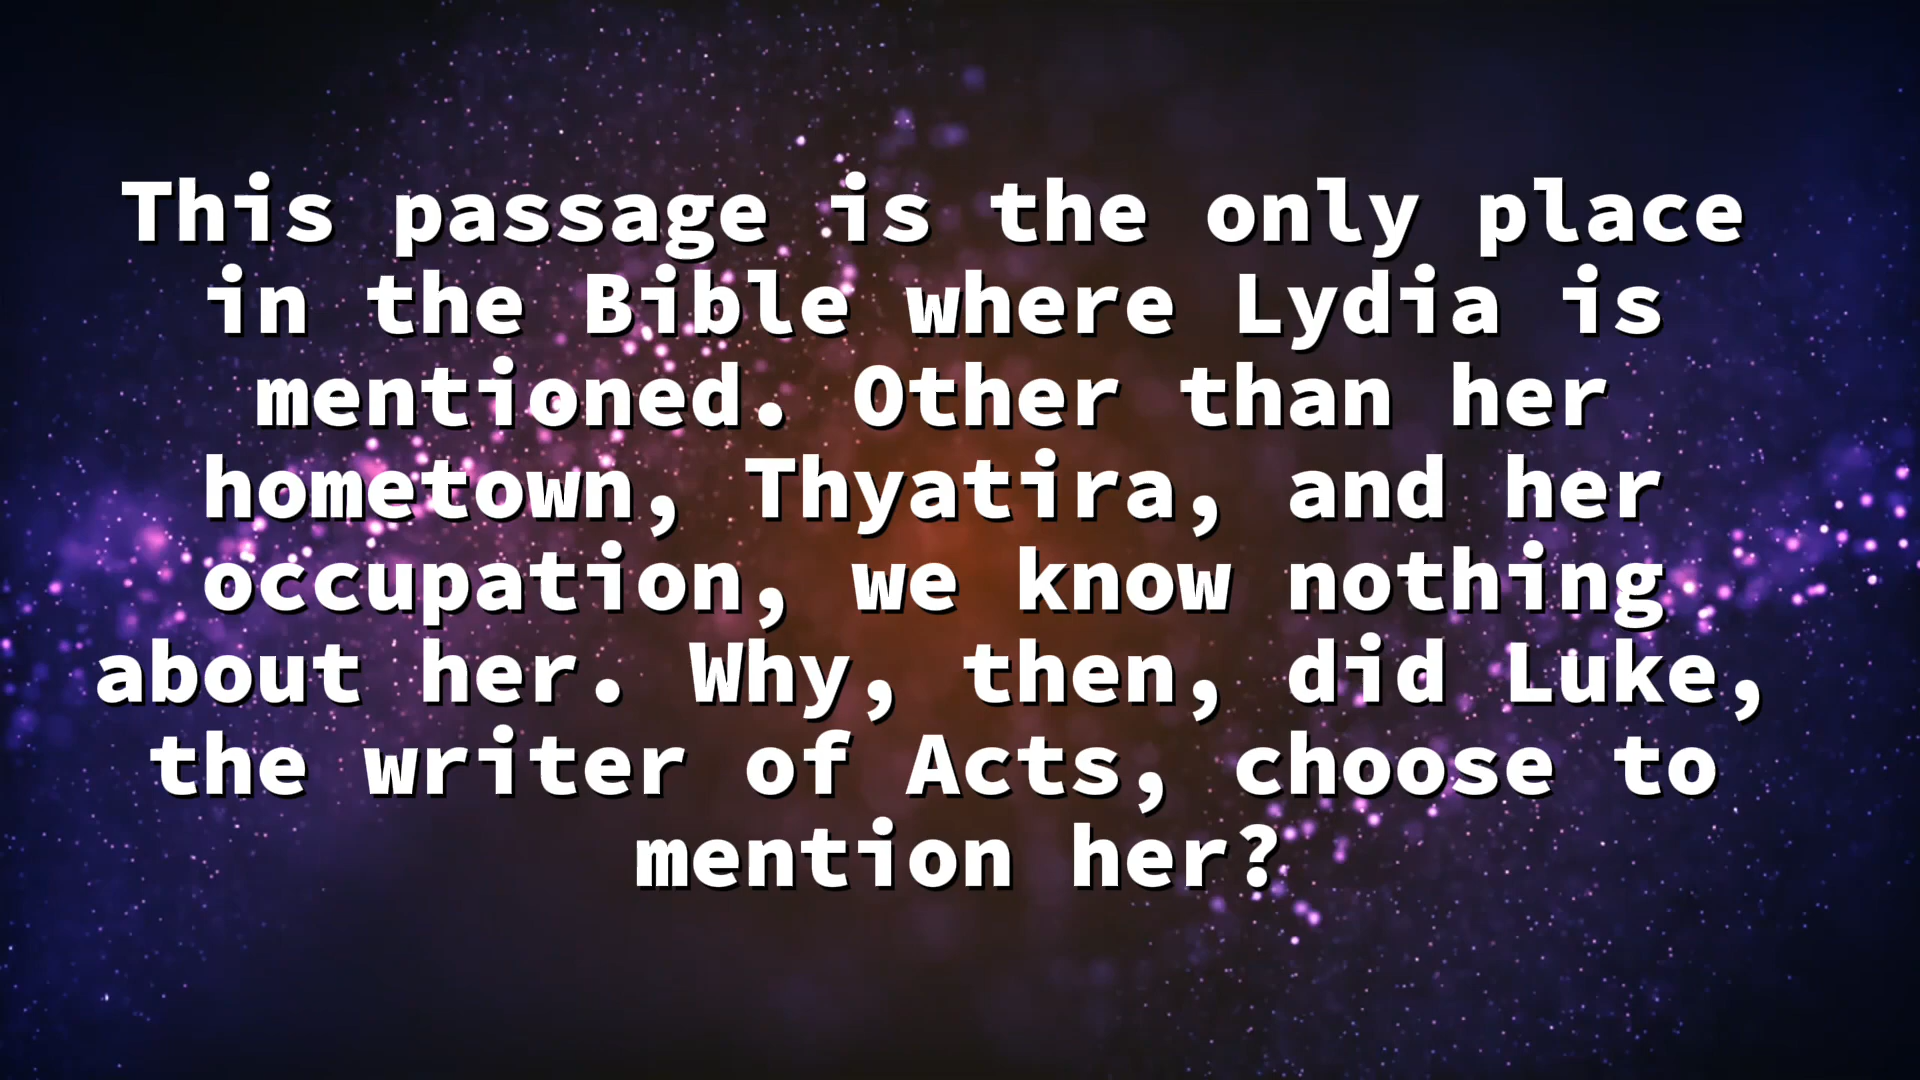 This passage is the only place
in the Bible where Lydia is
mentioned. Other than her
hometown, Thyatira, and her
occupation, we know nothing
about her. Why, then, did Luke,
the writer of Acts, choose to
mention her?